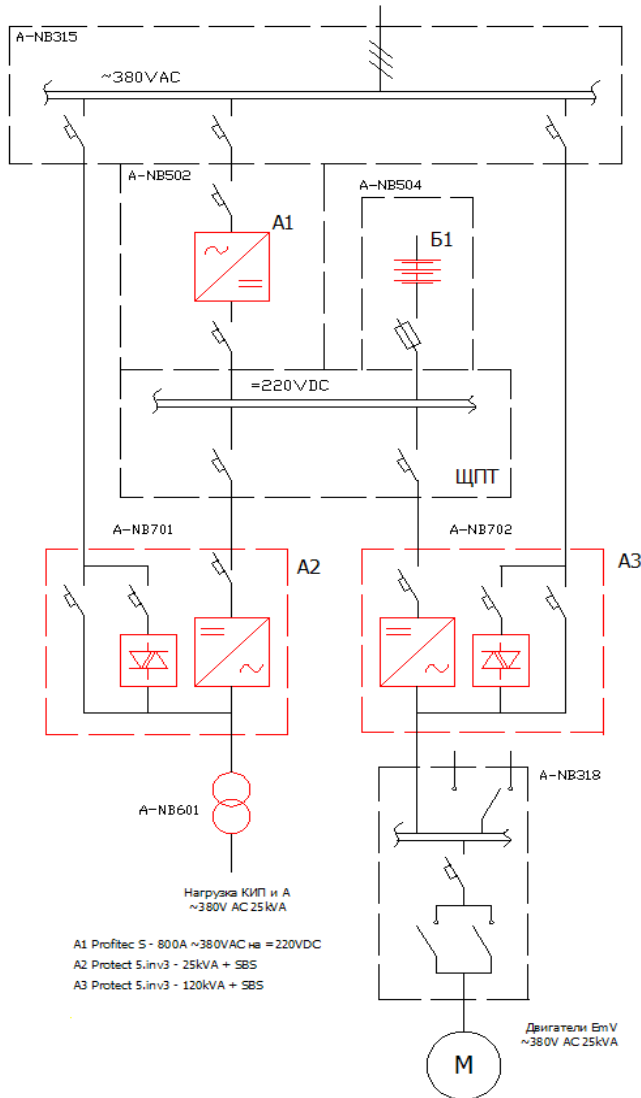 A-NB315
~380VAC
A-NB502
A-NB504
A1
Б1
=220VDC
ЩПТ
A-NB701
A-NB702
A2
A3
A-NB318
A-NB601
Нагрузка КИП и А
~380V AC 25kVA
A1 Profitec S - 800A ~380VAC на =220VDC
A2 Protect 5.inv3 - 25kVA + SBS
A3 Protect 5.inv3 - 120kVA + SBS
Двигатели EmV
~380V AC 25kVA
M